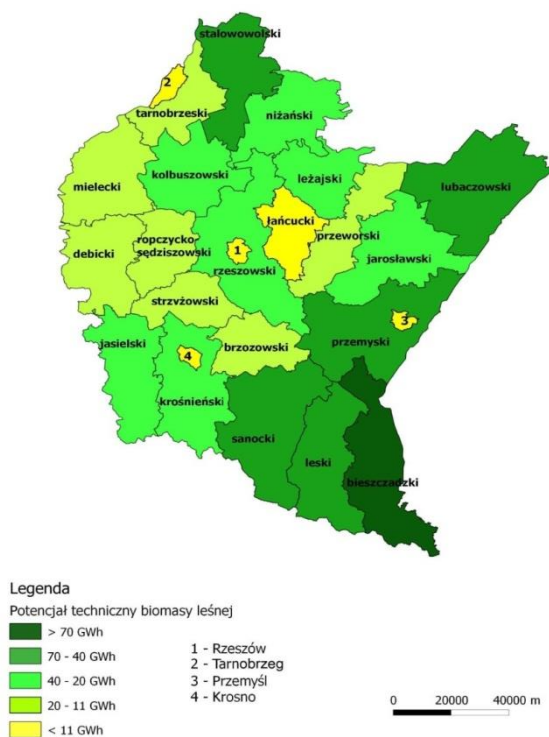 stalowowolski
2
tarnobrzeski
niżański
mielecki
kolbuszowski
leżajski
lubaczowski
łańcucki
debicki
ropczycko
-sędziszowski
1
rzeszowski
przeworski
jarosławski
strzyżowski
3
jasielski
4
brzozowski
przemyski
krośnieński
sanocki
leski
bieszczadzki
Legenda
Potencjał techniczny biomasy leśnej
> 70 GWh
70 - 40 GWh
40 - 20 GWh
20 - 11 GWh
< 11 GWh
1 - Rzeszów
2 - Tarnobrzeg
3 - Przemyśl
4 - Krosno
0 20000 40000 m